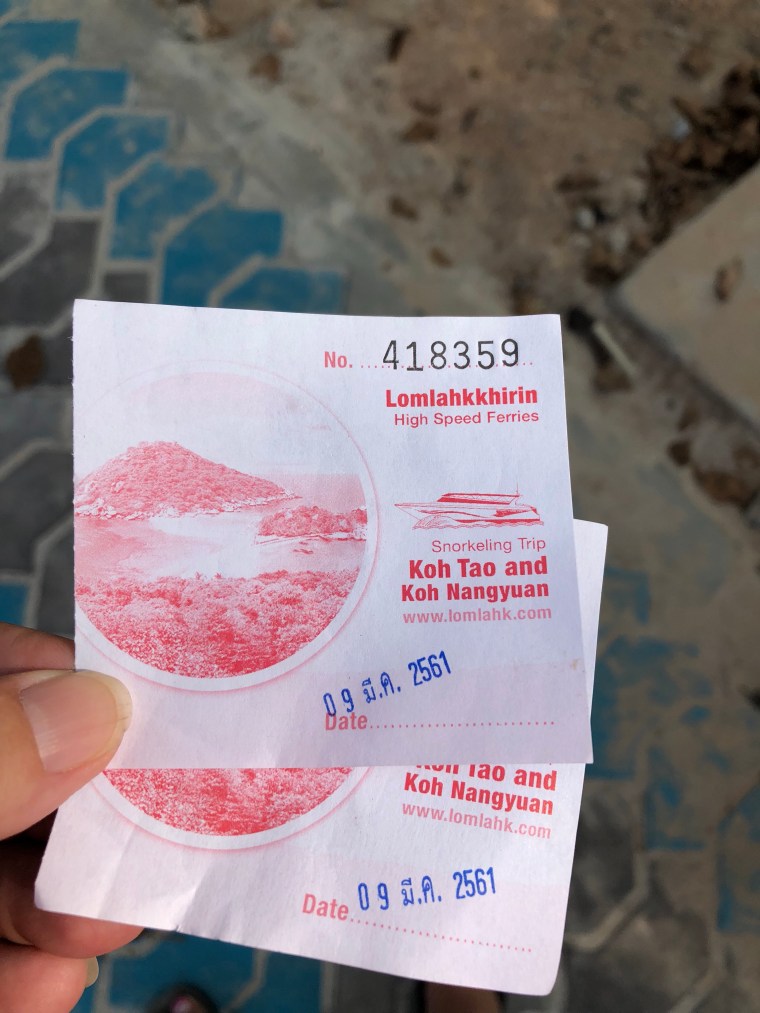 No. 418359
Lomlahkkhirin
High Speed Ferries
Snorkeling Trip
Koh Tao and
Koh Nangyuan
www.lomlahk.com
09 มี.ค. 2561
Date
Koh Tao and
Koh Nangyuan
www.lomlahk.com
Date 09 มี.ค. 2561